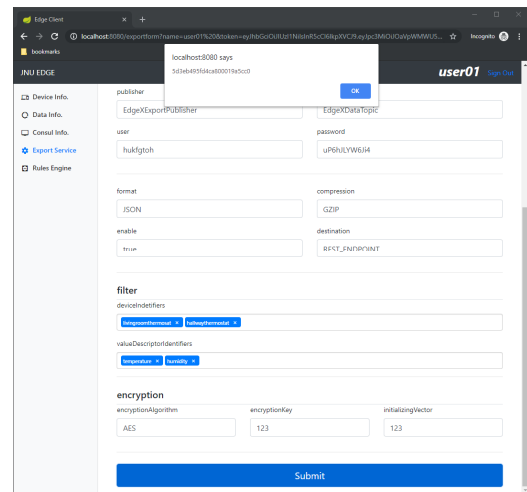 Edge Client
localhost:8080/exportform?name=user01%20&token=
Incognito
bookmarks
localhost:8080 says
5d3eb495fd4ca800019a5cc0
OK
JNU EDGE
user01 Sign Out
Device Info.
Data Info.
Consul Info.
Export Service
Rules Engine
publisher
EdgeXExportPublisher
EdgeXDataTopic
user
password
hukfgtoh
uP6hJLYW6Ji4
format
compression
JSON
GZIP
enable
destination
true
REST_ENDPOINT
filter
deviceIndetifiers
livingroomthermosat ×
hallwaythermostat ×
valueDescriptorIdentifiers
temperature ×
humidity ×
encryption
encryptionAlgorithm
encryptionKey
initializingVector
AES
123
123
Submit